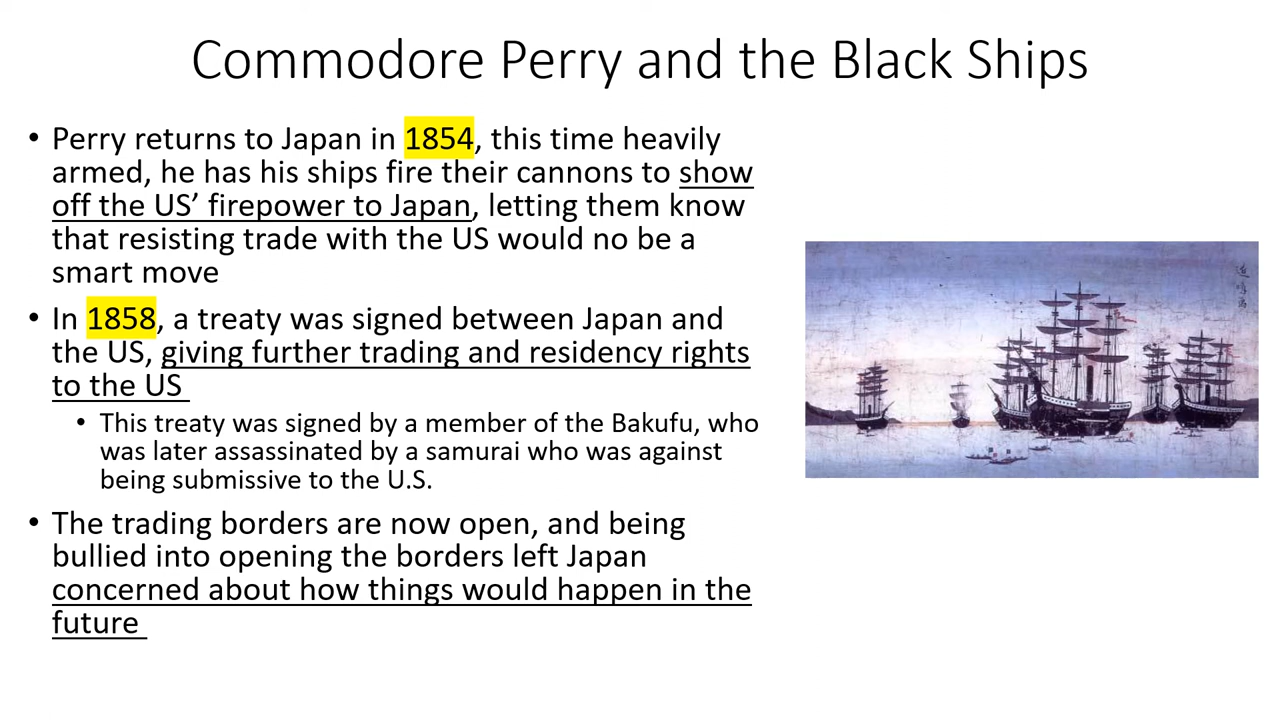 Commodore Perry and the Black Ships
• Perry returns to Japan in 1854, this time heavily
armed, he has his ships fire their cannons to show
off the US’ firepower to Japan, letting them know
that resisting trade with the US would no be a
smart move
• In 1858, a treaty was signed between Japan and
the US, giving further trading and residency rights
to the US
• This treaty was signed by a member of the Bakufu, who
was later assassinated by a samurai who was against
being submissive to the U.S.
• The trading borders are now open, and being
bullied into opening the borders left Japan
concerned about how things would happen in the
future